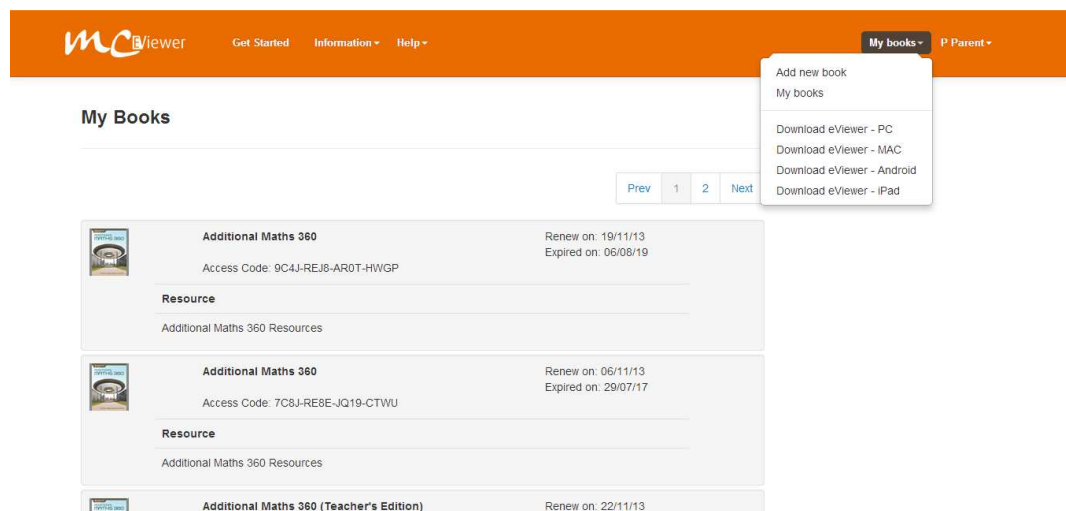 MCEViewer
Get Started Information Help My books P Parent
Add new book
My books
Download eViewer - PC
Download eViewer - MAC
Download eViewer - Android
Download eViewer - iPad
My Books
Prev 1 2 Next
Additional Maths 360 Renew on: 19/11/13
Expired on: 06/08/19
Access Code: 9C4J-REJ8-AR0T-HWGP
Resource
Additional Maths 360 Resources
Additional Maths 360 Renew on: 06/11/13
Expired on: 29/07/17
Access Code: 7C8J-RE8E-JQ19-CTWU
Resource
Additional Maths 360 Resources
Additional Maths 360 (Teacher's Edition) Renew on: 22/11/13